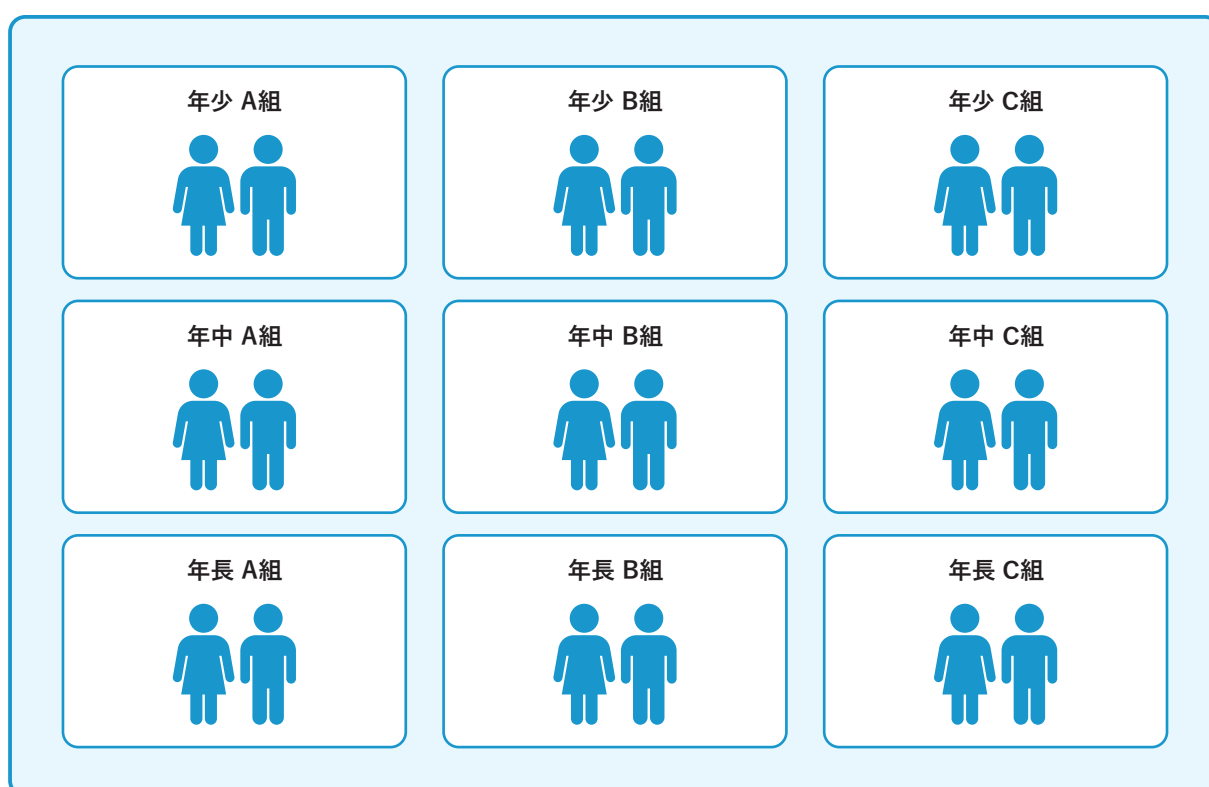 年少 A組
年少 B組
年少 C組
年中 A組
年中 B組
年中 C組
年長 A組
年長 B組
年長 C組